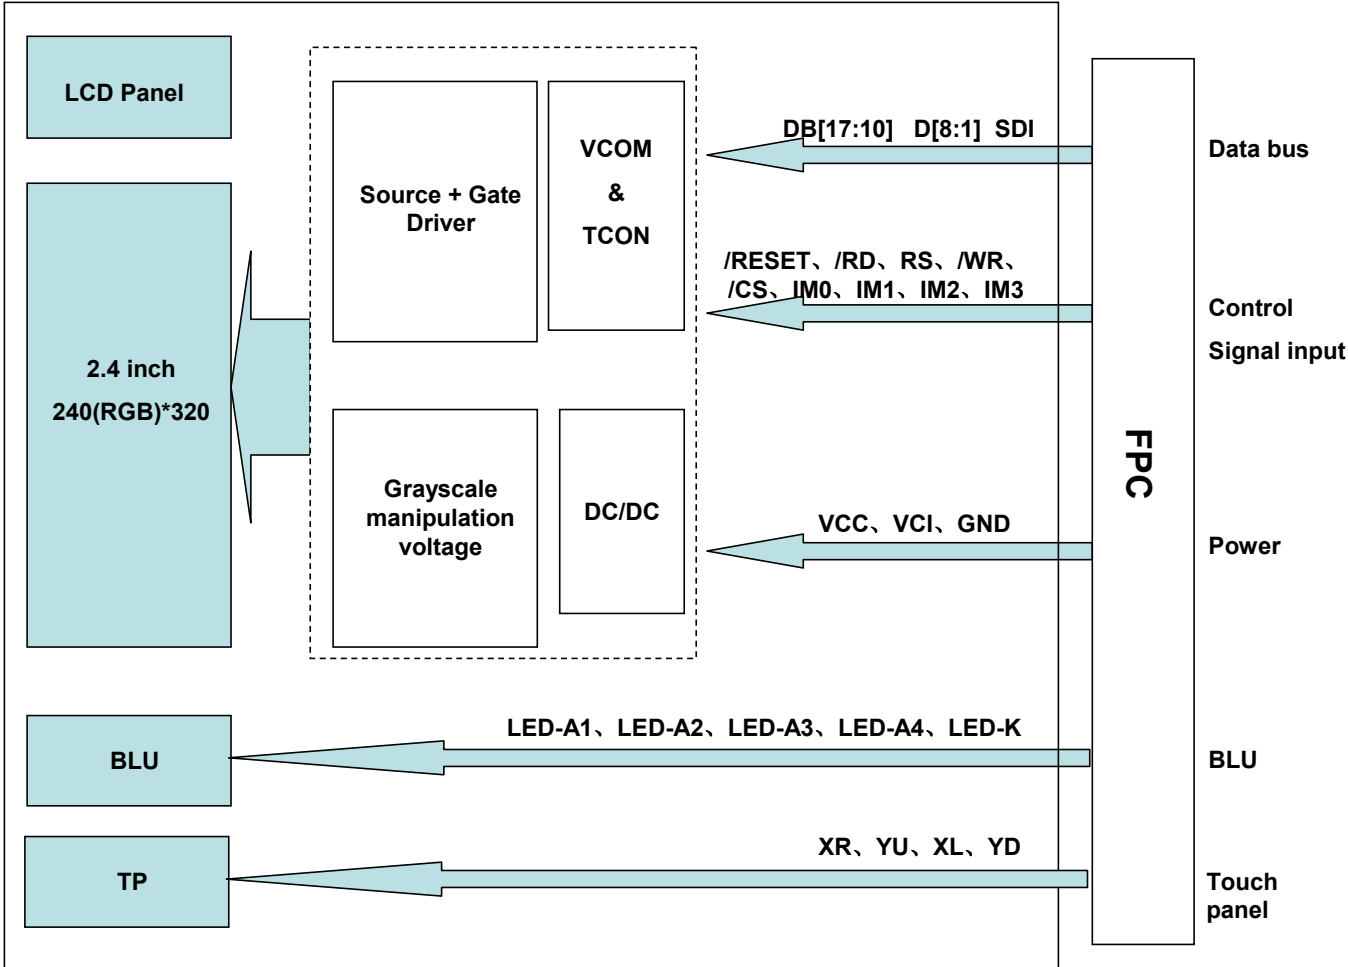 LCD Panel
2.4 inch
240(RGB)*320
Source + Gate
Driver
VCOM
&
TCON
Grayscale
manipulation
voltage
DC/DC
DB[17:10] D[8:1] SDI
/RESET、/RD、RS、/WR、
/CS、IM0、IM1、IM2、IM3
VCC、VCI、GND
BLU
LED-A1、LED-A2、LED-A3、LED-A4、LED-K
TP
XR、YU、XL、YD
FPC
Data bus
Control
Signal input
Power
BLU
Touch
panel